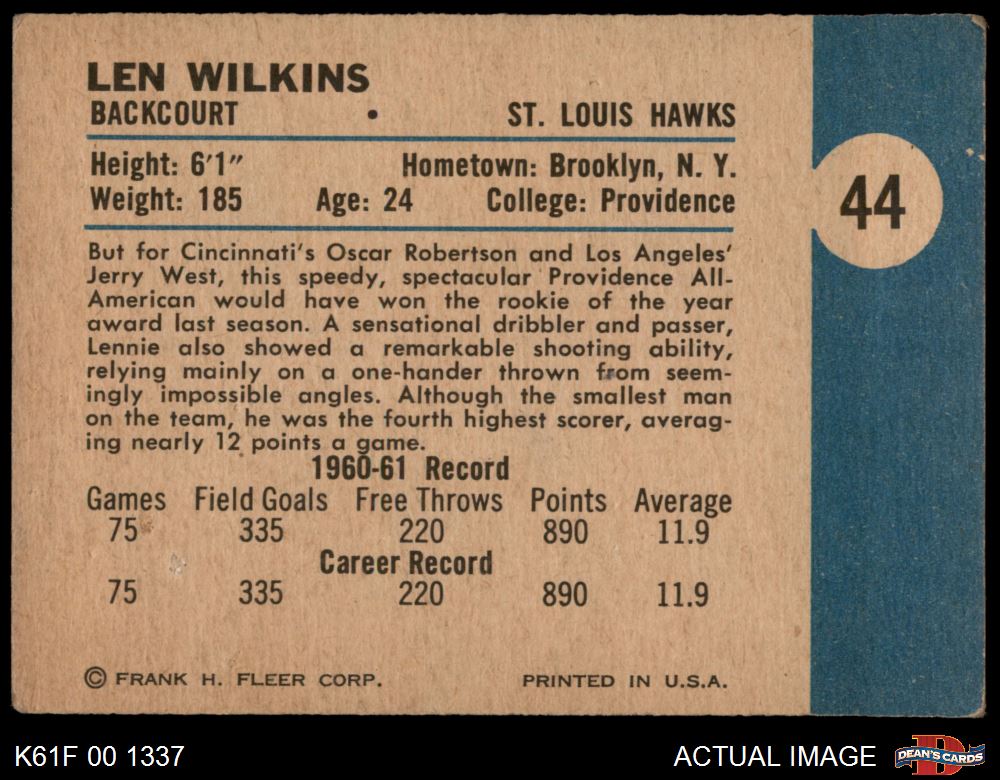 LEN WILKINS
BACKCOURT • ST. LOUIS HAWKS
Height: 6'1" Hometown: Brooklyn, N. Y.
Weight: 185 Age: 24 College: Providence
44
But for Cincinnati's Oscar Robertson and Los Angeles'
Jerry West, this speedy, spectacular Providence All-
American would have won the rookie of the year
award last season. A sensational dribbler and passer,
Lennie also showed a remarkable shooting ability,
relying mainly on a one-hander thrown from seem-
ingly impossible angles. Although the smallest man
on the team, he was the fourth highest scorer, averag-
ing nearly 12 points a game.
1960-61 Record
Games Field Goals Free Throws Points Average
75 335 220 890 11.9
Career Record
75 335 220 890 11.9
© FRANK H. FLEER CORP. PRINTED IN U.S.A.
K61F 00 1337 ACTUAL IMAGE
D
DEAN'S CARDS